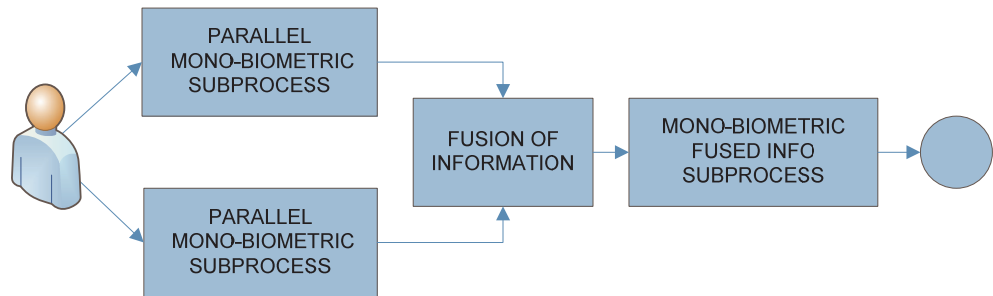 PARALLEL
MONO-BIOMETRIC
SUBPROCESS
FUSION OF
INFORMATION
MONO-BIOMETRIC
FUSED INFO
SUBPROCESS
PARALLEL
MONO-BIOMETRIC
SUBPROCESS